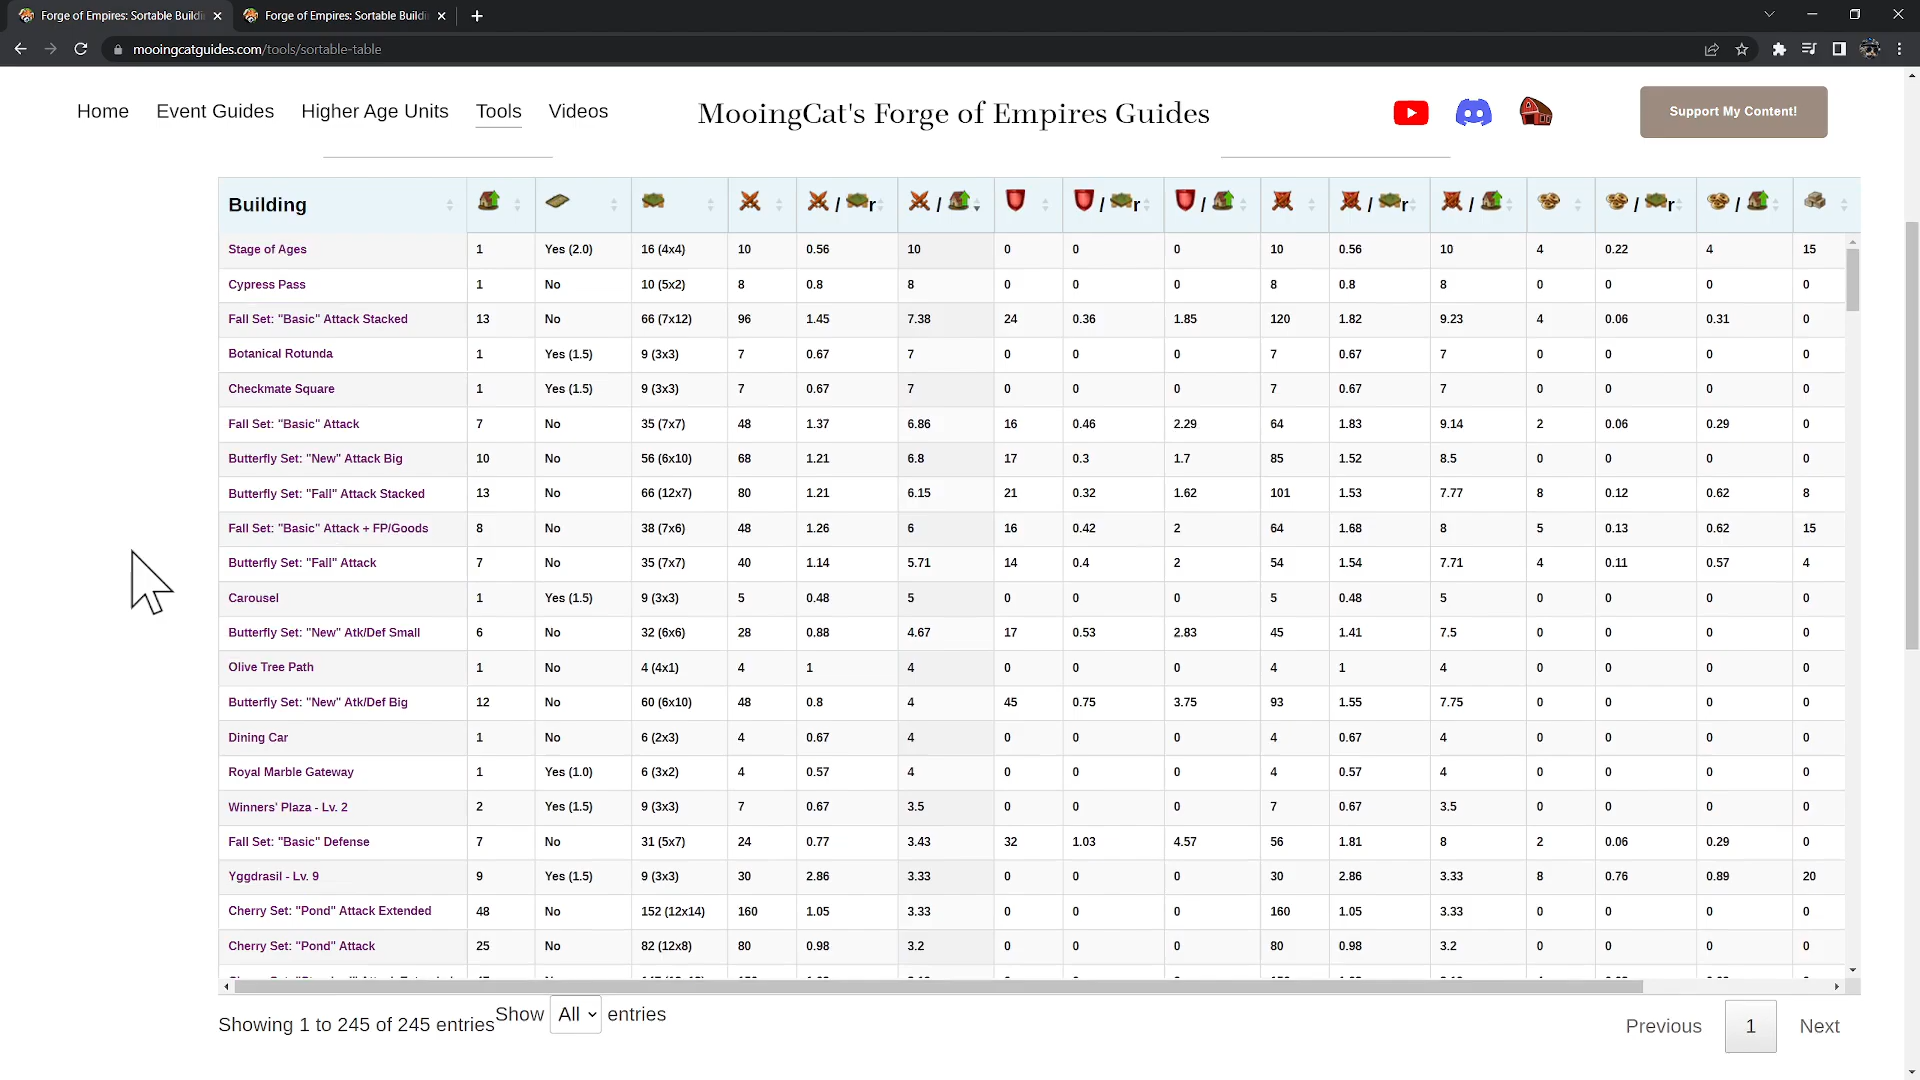 Forge of Empires: Sortable Buildi
Forge of Empires: Sortable Buildi
mooingcatguides.com/tools/sortable-table
Home Event Guides Higher Age Units Tools Videos MooingCat's Forge of Empires Guides Support My Content!
Building / r / / r / / r / / r /
Stage of Ages 1 Yes (2.0) 16 (4x4) 10 0.56 10 0 0 0 10 0.56 10 4 0.22 4 15
Cypress Pass 1 No 10 (5x2) 8 0.8 8 0 0 0 8 0.8 8 0 0 0 0
Fall Set: "Basic" Attack Stacked 13 No 66 (7x12) 96 1.45 7.38 24 0.36 1.85 120 1.82 9.23 4 0.06 0.31 0
Botanical Rotunda 1 Yes (1.5) 9 (3x3) 7 0.67 7 0 0 0 7 0.67 7 0 0 0 0
Checkmate Square 1 Yes (1.5) 9 (3x3) 7 0.67 7 0 0 0 7 0.67 7 0 0 0 0
Fall Set: "Basic" Attack 7 No 35 (7x7) 48 1.37 6.86 16 0.46 2.29 64 1.83 9.14 2 0.06 0.29 0
Butterfly Set: "New" Attack Big 10 No 56 (6x10) 68 1.21 6.8 17 0.3 1.7 85 1.52 8.5 0 0 0 0
Butterfly Set: "Fall" Attack Stacked 13 No 66 (12x7) 80 1.21 6.15 21 0.32 1.62 101 1.53 7.77 8 0.12 0.62 8
Fall Set: "Basic" Attack + FP/Goods 8 No 38 (7x6) 48 1.26 6 16 0.42 2 64 1.68 8 5 0.13 0.62 15
Butterfly Set: "Fall" Attack 7 No 35 (7x7) 40 1.14 5.71 14 0.4 2 54 1.54 7.71 4 0.11 0.57 4
Carousel 1 Yes (1.5) 9 (3x3) 5 0.48 5 0 0 0 5 0.48 5 0 0 0 0
Butterfly Set: "New" Atk/Def Small 6 No 32 (6x6) 28 0.88 4.67 17 0.53 2.83 45 1.41 7.5 0 0 0 0
Olive Tree Path 1 No 4 (4x1) 4 1 4 0 0 0 4 1 4 0 0 0 0
Butterfly Set: "New" Atk/Def Big 12 No 60 (6x10) 48 0.8 4 45 0.75 3.75 93 1.55 7.75 0 0 0 0
Dining Car 1 No 6 (2x3) 4 0.67 4 0 0 0 4 0.67 4 0 0 0 0
Royal Marble Gateway 1 Yes (1.0) 6 (3x2) 4 0.57 4 0 0 0 4 0.57 4 0 0 0 0
Winners' Plaza - Lv. 2 2 Yes (1.5) 9 (3x3) 7 0.67 3.5 0 0 0 7 0.67 3.5 0 0 0 0
Fall Set: "Basic" Defense 7 No 31 (5x7) 24 0.77 3.43 32 1.03 4.57 56 1.81 8 2 0.06 0.29 0
Yggdrasil - Lv. 9 9 Yes (1.5) 9 (3x3) 30 2.86 3.33 0 0 0 30 2.86 3.33 8 0.76 0.89 20
Cherry Set: "Pond" Attack Extended 48 No 152 (12x14) 160 1.05 3.33 0 0 0 160 1.05 3.33 0 0 0 0
Cherry Set: "Pond" Attack 25 No 82 (12x8) 80 0.98 3.2 0 0 0 80 0.98 3.2 0 0 0 0
Showing 1 to 245 of 245 entries Show All entries Previous 1 Next